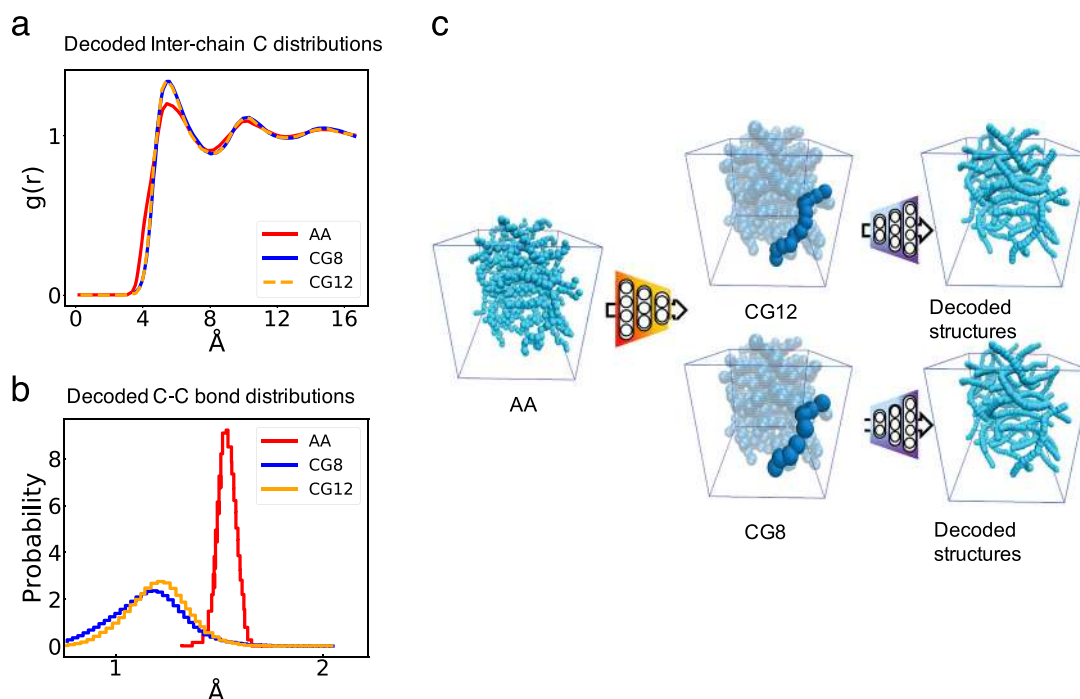 a
Decoded Inter-chain C distributions
g(r)
1
0
AA
CG8
CG12
0 4 8 12 16
Å
b
Decoded C-C bond distributions
Probability
8
6
4
2
0
AA
CG8
CG12
1 2
Å
c
AA
CG12
Decoded
structures
CG8
Decoded
structures